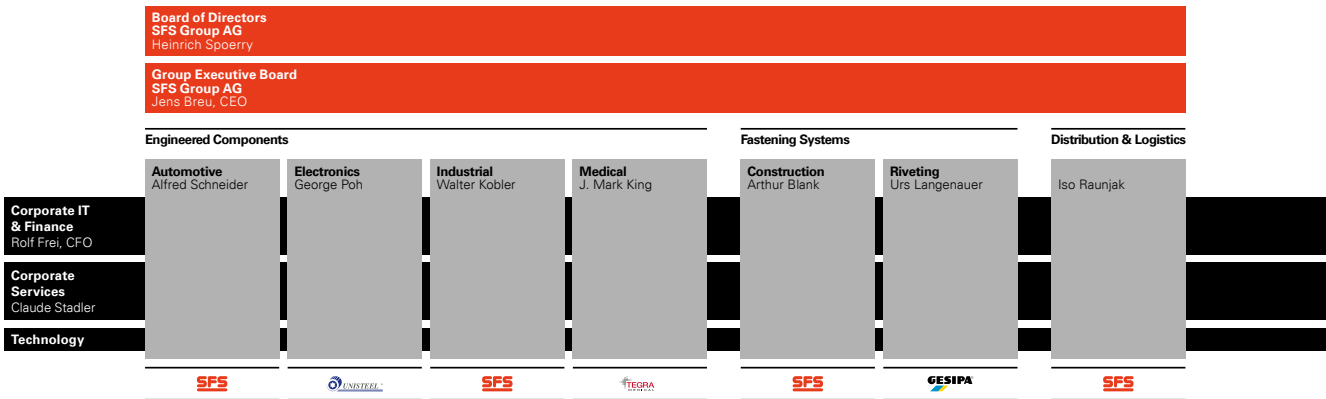 Board of Directors
SFS Group AG
Heinrich Spoerry
Group Executive Board
SFS Group AG
Jens Breu, CEO
Engineered Components
Fastening Systems
Distribution & Logistics
Automotive
Alfred Schneider
Electronics
George Poh
Industrial
Walter Kobler
Medical
J. Mark King
Construction
Arthur Blank
Riveting
Urs Langenauer
Iso Raunjak
Corporate IT
& Finance
Rolf Frei, CFO
Corporate
Services
Claude Stadler
Technology
SFS
UNISTEEL
SFS
TEGRA
MEDICAL
SFS
GESIPA
SFS